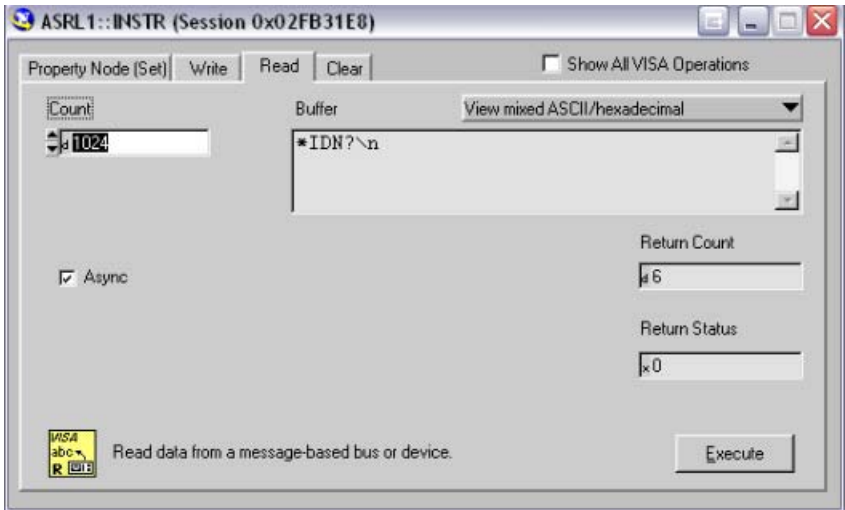 ASRL1::INSTR (Session 0x02FB31E8)
Property Node (Set) Write Read Clear
Show All VISA Operations
Count
d 1024
Buffer
View mixed ASCII/hexadecimal
*IDN?\n
Async
Return Count
d 6
Return Status
x 0
VISA
abc
R
Read data from a message-based bus or device.
Execute